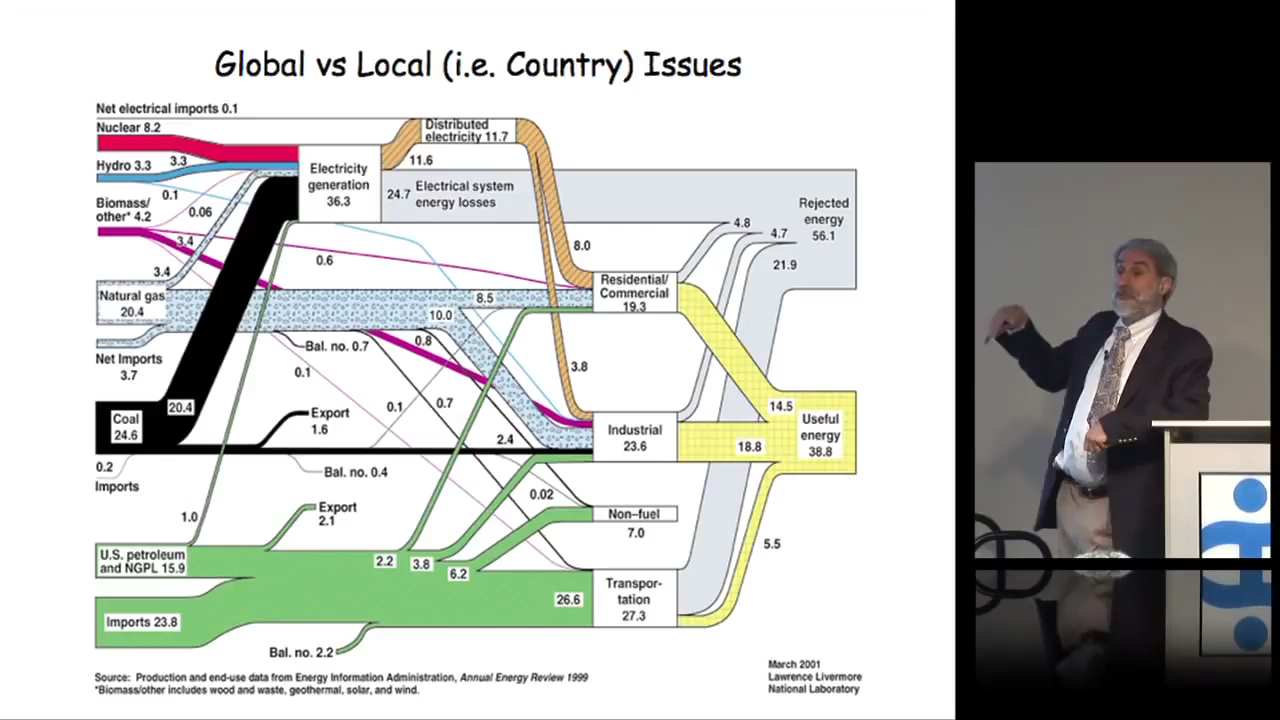 Global vs Local (i.e. Country) Issues
Net electrical imports 0.1
Nuclear 8.2
Hydro 3.3
3.3
0.1
Biomass/
other* 4.2
0.06
3.4
3.4
Natural gas
20.4
Net Imports
3.7
Coal
24.6
20.4
0.2
Imports
1.0
U.S. petroleum
and NGPL 15.9
Imports 23.8
Electricity
generation
36.3
Distributed
electricity 11.7
11.6
24.7
Electrical system
energy losses
0.6
8.5
10.0
0.8
Bal. no. 0.7
0.1
0.1
0.7
Export
1.6
2.4
Bal. no. 0.4
Export
2.1
2.2
3.8
6.2
0.02
26.6
Bal. no. 2.2
8.0
3.8
Residential/
Commercial
19.3
Industrial
23.6
Non–fuel
7.0
Transpor-
tation
27.3
4.8
4.7
21.9
Rejected
energy
56.1
14.5
18.8
5.5
Useful
energy
38.8
Source: Production and end-use data from Energy Information Administration, Annual Energy Review 1999
*Biomass/other includes wood and waste, geothermal, solar, and wind.
March 2001
Lawrence Livermore
National Laboratory